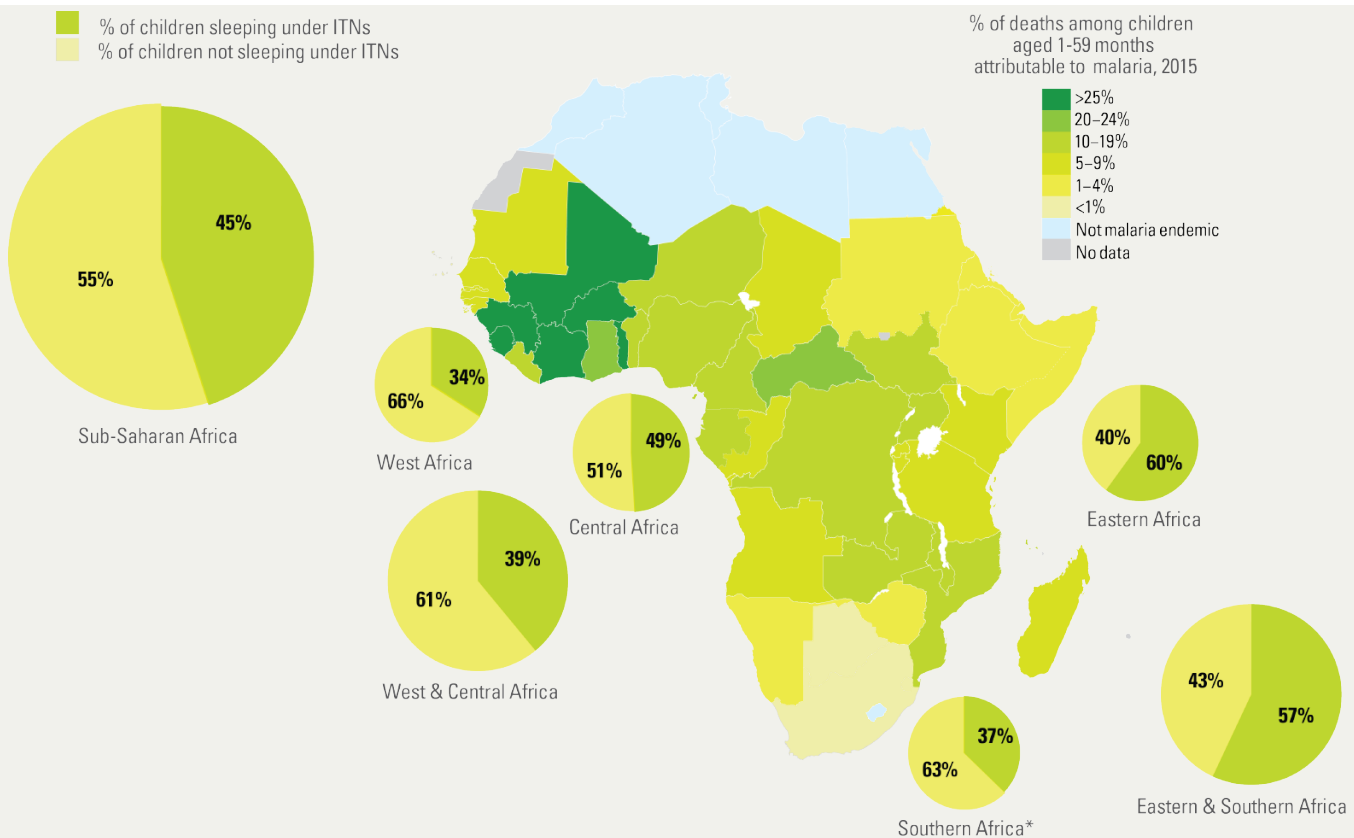 % of children sleeping under ITNs
% of children not sleeping under ITNs
% of deaths among children
aged 1-59 months
attributable to malaria, 2015
>25%
20–24%
10–19%
5–9%
1–4%
<1%
Not malaria endemic
No data
45%
55%
Sub-Saharan Africa
34%
66%
West Africa
49%
51%
Central Africa
40%
60%
Eastern Africa
39%
61%
West & Central Africa
37%
63%
Southern Africa*
43%
57%
Eastern & Southern Africa